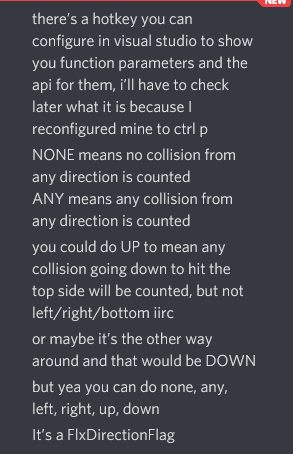 NEW
there's a hotkey you can
configure in visual studio to show
you function parameters and the
api for them, i'll have to check
later what it is because I
reconfigured mine to ctrl p
NONE means no collision from
any direction is counted
ANY means any collision from
any direction is counted
you could do UP to mean any
collision going down to hit the
top side will be counted, but not
left/right/bottom iirc
or maybe it's the other way
around and that would be DOWN
but yea you can do none, any,
left, right, up, down
It's a FlxDirectionFlag